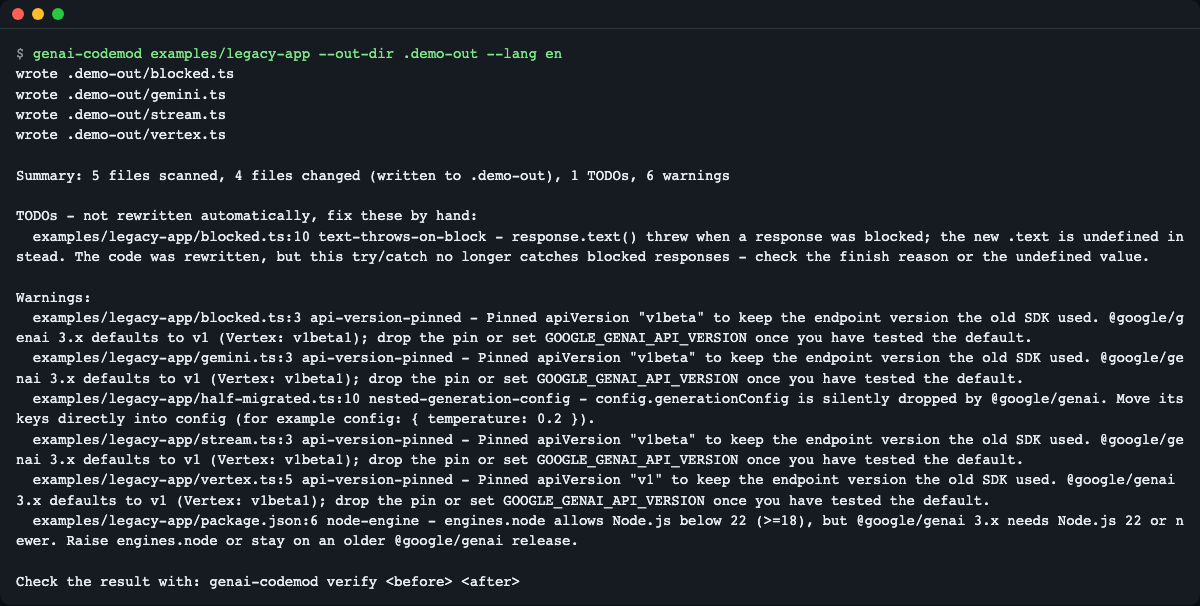 $ genai-codemod examples/legacy-app --out-dir .demo-out --lang en
wrote .demo-out/blocked.ts
wrote .demo-out/gemini.ts
wrote .demo-out/stream.ts
wrote .demo-out/vertex.ts
Summary: 5 files scanned, 4 files changed (written to .demo-out), 1 TODOs, 6 warnings
TODOs - not rewritten automatically, fix these by hand:
  examples/legacy-app/blocked.ts:10 text-throws-on-block - response.text() threw when a response was blocked; the new .text is undefined in
stead. The code was rewritten, but this try/catch no longer catches blocked responses - check the finish reason or the undefined value.
Warnings:
  examples/legacy-app/blocked.ts:3 api-version-pinned - Pinned apiVersion "v1beta" to keep the endpoint version the old SDK used. @google/g
enai 3.x defaults to v1 (Vertex: v1beta1); drop the pin or set GOOGLE_GENAI_API_VERSION once you have tested the default.
  examples/legacy-app/gemini.ts:3 api-version-pinned - Pinned apiVersion "v1beta" to keep the endpoint version the old SDK used. @google/ge
nai 3.x defaults to v1 (Vertex: v1beta1); drop the pin or set GOOGLE_GENAI_API_VERSION once you have tested the default.
  examples/legacy-app/half-migrated.ts:10 nested-generation-config - config.generationConfig is silently dropped by @google/genai. Move its
keys directly into config (for example config: { temperature: 0.2 }).
  examples/legacy-app/stream.ts:3 api-version-pinned - Pinned apiVersion "v1beta" to keep the endpoint version the old SDK used. @google/ge
nai 3.x defaults to v1 (Vertex: v1beta1); drop the pin or set GOOGLE_GENAI_API_VERSION once you have tested the default.
  examples/legacy-app/vertex.ts:5 api-version-pinned - Pinned apiVersion "v1" to keep the endpoint version the old SDK used. @google/genai
3.x defaults to v1 (Vertex: v1beta1); drop the pin or set GOOGLE_GENAI_API_VERSION once you have tested the default.
  examples/legacy-app/package.json:6 node-engine - engines.node allows Node.js below 22 (>=18), but @google/genai 3.x needs Node.js 22 or n
ewer. Raise engines.node or stay on an older @google/genai release.
Check the result with: genai-codemod verify <before> <after>